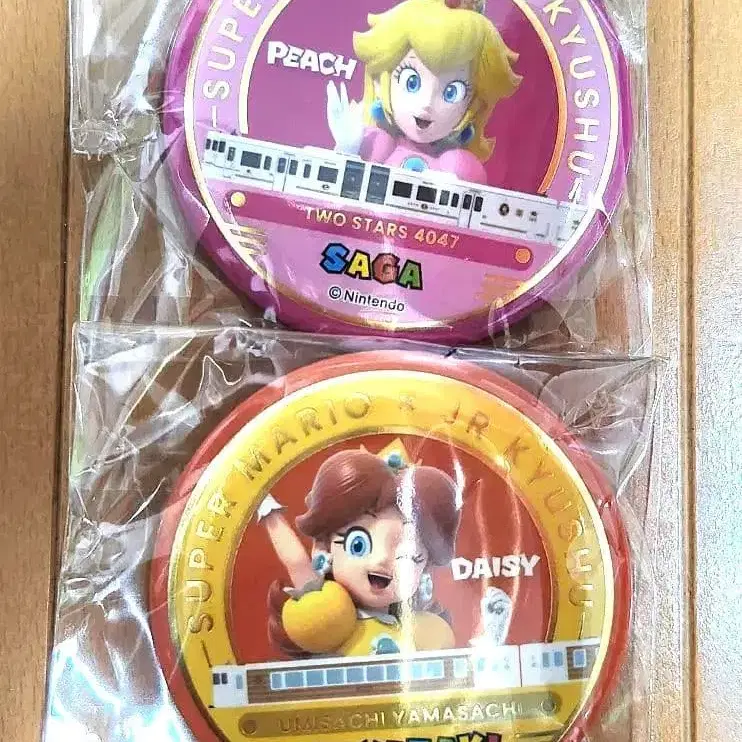 SUPER
KYUSHU
PEACH
TWO STARS 4047
SAGA
© Nintendo
SUPER MARIO × JR KYUSHU
DAISY
UMISACHI YAMASACHI